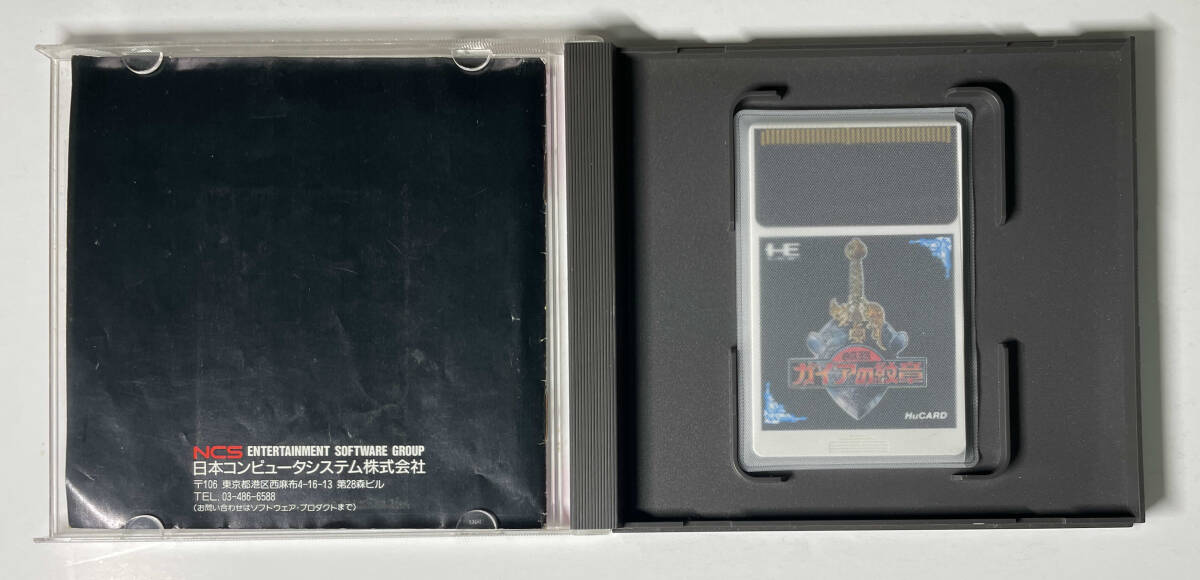 NCS ENTERTAINMENT SOFTWARE GROUP
日本コンピュータシステム株式会社
〒106 東京都港区西麻布4-16-13 第28森ビル
TEL. 03-486-6588
(お問い合わせはソフトウェア・プロダクトまで)
HE
ガイアの紋章
HuCARD